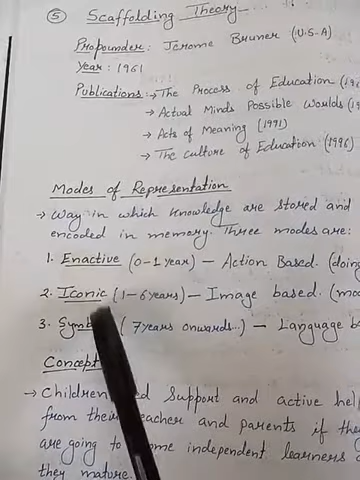 ⑤ Scaffolding Theory
Propounder: Jerome Bruner (U.S.A)
Year: 1961
Publications: → The Process of Education
→ Actual Minds Possible Worlds
→ Acts of Meaning (1991)
→ The Culture of Education (1996)
Modes of Representation
→ Way in which knowledge are stored and
encoded in memory. Three modes are:
1. Enactive (0-1 year) – Action Based. (doing
2. Iconic (1-6 years) – Image based.
3. (7 years onwards..) – Language
Concept
→ Children Support and active
from their teacher and parents if
are going to independent learners
they mature.